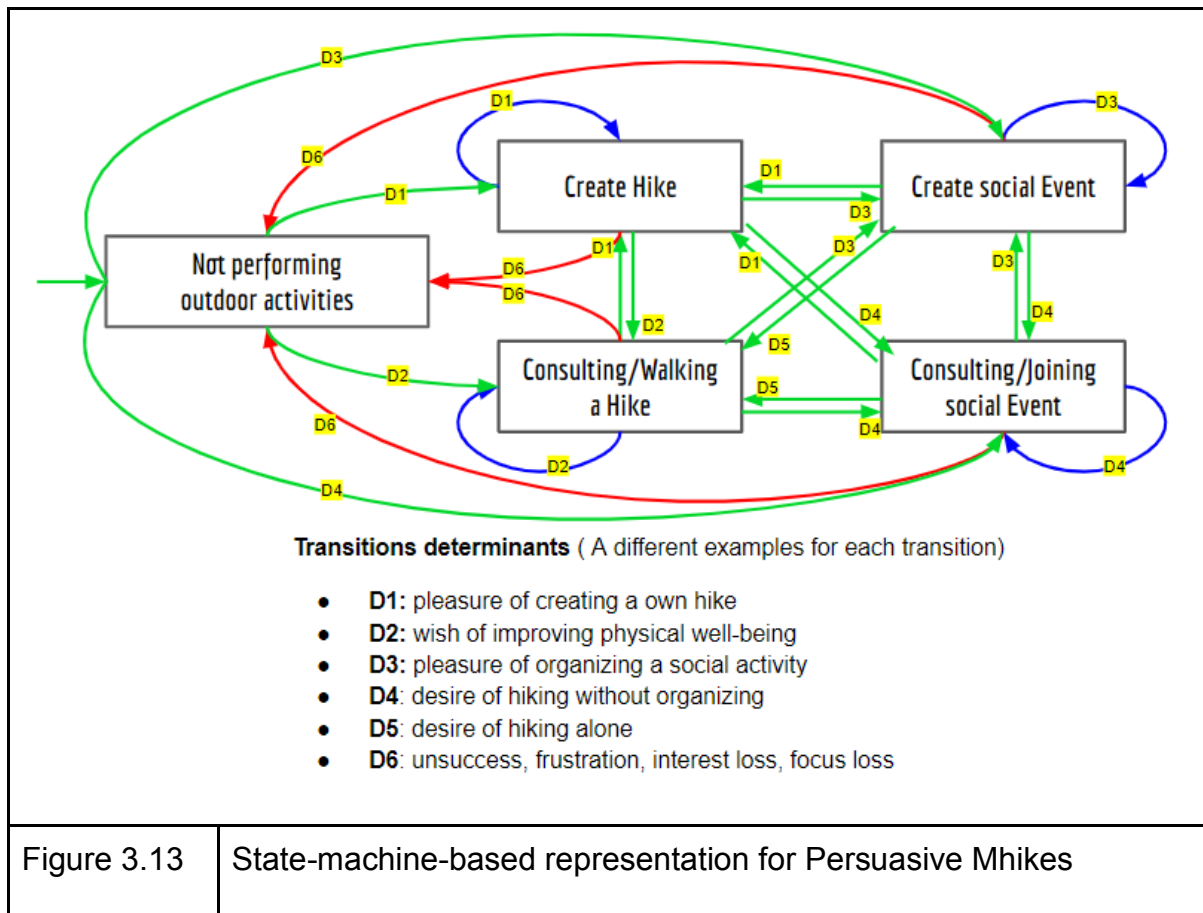 D3
D1
D3
D6
Create Hike
Create social Event
D1
D1
D3
Not performing
outdoor activities
D6
D1
D3
D1
D3
D6
D2
D4
D4
D5
Consulting/Walking
a Hike
Consulting/Joining
social Event
D2
D5
D6
D4
D2
D4
D4
Transitions determinants ( A different examples for each transition)
● D1: pleasure of creating a own hike
● D2: wish of improving physical well-being
● D3: pleasure of organizing a social activity
● D4: desire of hiking without organizing
● D5: desire of hiking alone
● D6: unsuccess, frustration, interest loss, focus loss
Figure 3.13
State-machine-based representation for Persuasive Mhikes